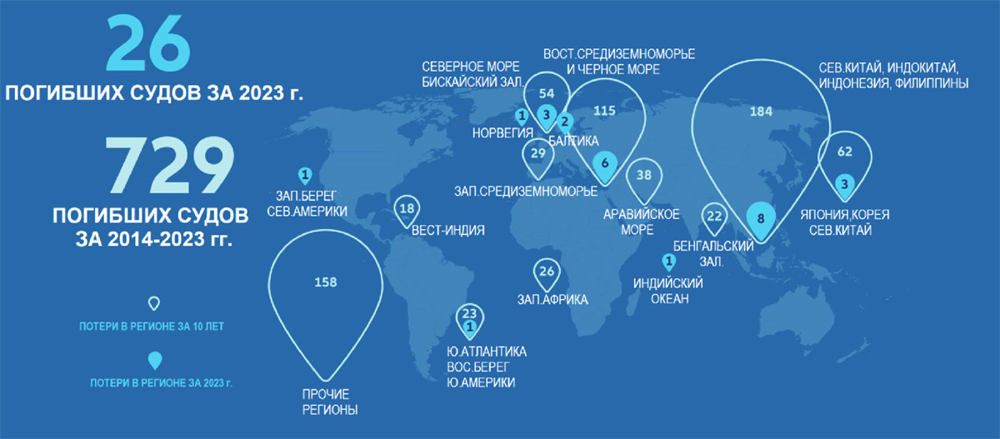 26
ПОГИБШИХ СУДОВ ЗА 2023 г.
729
ПОГИБШИХ СУДОВ
ЗА 2014-2023 гг.
ПОТЕРИ В РЕГИОНЕ ЗА 10 ЛЕТ
ПОТЕРИ В РЕГИОНЕ ЗА 2023 г.
1
ЗАП.БЕРЕГ
СЕВ.АМЕРИКИ
18
ВЕСТ-ИНДИЯ
158
ПРОЧИЕ
РЕГИОНЫ
23
1
Ю.АТЛАНТИКА
ВОС.БЕРЕГ
Ю.АМЕРИКИ
СЕВЕРНОЕ МОРЕ
БИСКАЙСКИЙ ЗАЛ.
54
3
1
НОРВЕГИЯ
2
БАЛТИКА
ВОСТ.СРЕДИЗЕМНОМОРЬЕ
И ЧЕРНОЕ МОРЕ
115
6
29
ЗАП.СРЕДИЗЕМНОМОРЬЕ
38
АРАВИЙСКОЕ
МОРЕ
26
ЗАП.АФРИКА
22
БЕНГАЛЬСКИЙ
ЗАЛ.
1
ИНДИЙСКИЙ
ОКЕАН
СЕВ.КИТАЙ, ИНДОКИТАЙ,
ИНДОНЕЗИЯ, ФИЛИППИНЫ
184
8
62
3
ЯПОНИЯ,КОРЕЯ
СЕВ.КИТАЙ